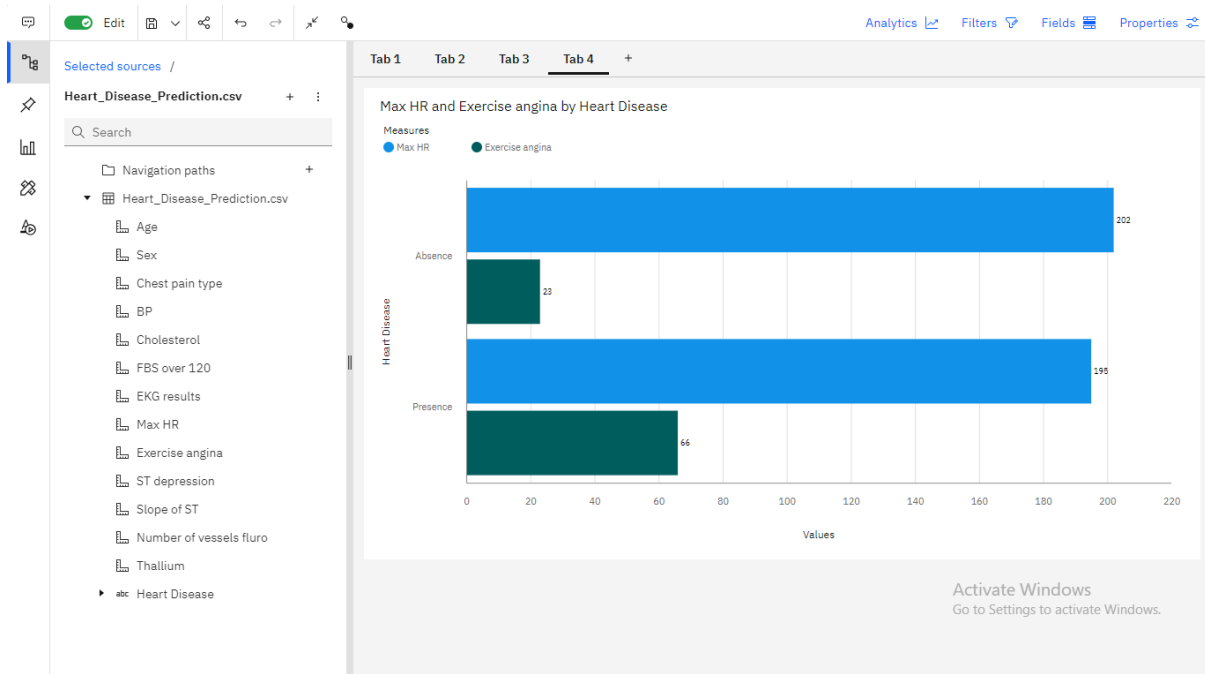 Edit
Analytics
Filters
Fields
Properties
Selected sources /
Heart_Disease_Prediction.csv
Search
Navigation paths
Heart_Disease_Prediction.csv
Age
Sex
Chest pain type
BP
Cholesterol
FBS over 120
EKG results
Max HR
Exercise angina
ST depression
Slope of ST
Number of vessels fluro
Thallium
abc Heart Disease
Tab 1 Tab 2 Tab 3 Tab 4 +
Max HR and Exercise angina by Heart Disease
Measures
Max HR Exercise angina
202
Absence
23
Heart Disease
195
Presence
66
0 20 40 60 80 100 120 140 160 180 200 220
Values
Activate Windows
Go to Settings to activate Windows.